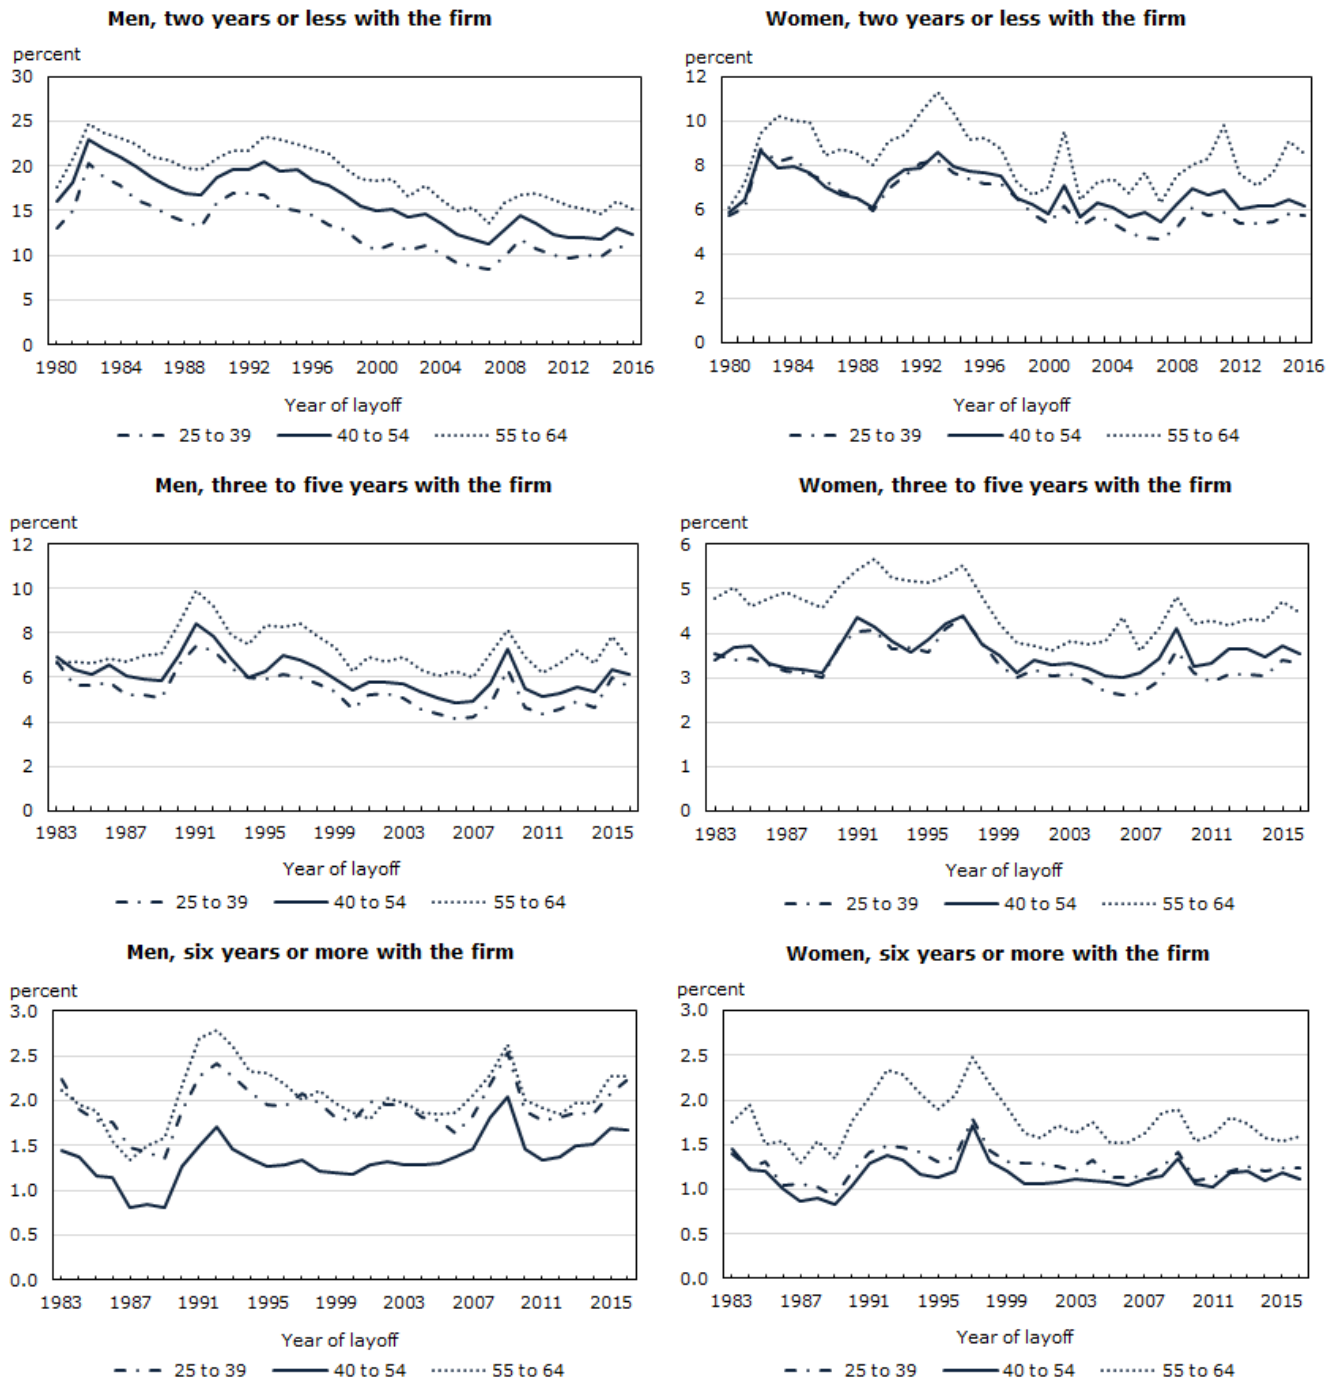 Men, two years or less with the firm
percent
30
25
20
15
10
5
0
1980 1984 1988 1992 1996 2000 2004 2008 2012 2016
Year of layoff
25 to 39 40 to 54 55 to 64
Women, two years or less with the firm
percent
12
10
8
6
4
2
0
1980 1984 1988 1992 1996 2000 2004 2008 2012 2016
Year of layoff
25 to 39 40 to 54 55 to 64
Men, three to five years with the firm
percent
12
10
8
6
4
2
0
1983 1987 1991 1995 1999 2003 2007 2011 2015
Year of layoff
25 to 39 40 to 54 55 to 64
Women, three to five years with the firm
percent
6
5
4
3
2
1
0
1983 1987 1991 1995 1999 2003 2007 2011 2015
Year of layoff
25 to 39 40 to 54 55 to 64
Men, six years or more with the firm
percent
3.0
2.5
2.0
1.5
1.0
0.5
0.0
1983 1987 1991 1995 1999 2003 2007 2011 2015
Year of layoff
25 to 39 40 to 54 55 to 64
Women, six years or more with the firm
percent
3.0
2.5
2.0
1.5
1.0
0.5
0.0
1983 1987 1991 1995 1999 2003 2007 2011 2015
Year of layoff
25 to 39 40 to 54 55 to 64